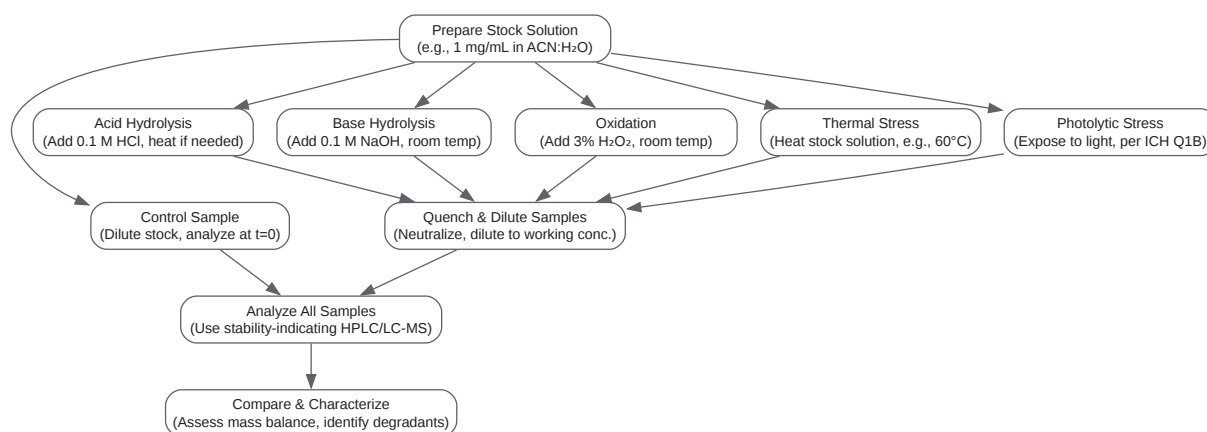 Prepare Stock Solution
(e.g., 1 mg/mL in ACN:H₂O)
Acid Hydrolysis
(Add 0.1 M HCl, heat if needed)
Base Hydrolysis
(Add 0.1 M NaOH, room temp)
Oxidation
(Add 3% H₂O₂, room temp)
Thermal Stress
(Heat stock solution, e.g., 60°C)
Photolytic Stress
(Expose to light, per ICH Q1B)
Control Sample
(Dilute stock, analyze at t=0)
Quench & Dilute Samples
(Neutralize, dilute to working conc.)
Analyze All Samples
(Use stability-indicating HPLC/LC-MS)
Compare & Characterize
(Assess mass balance, identify degradants)